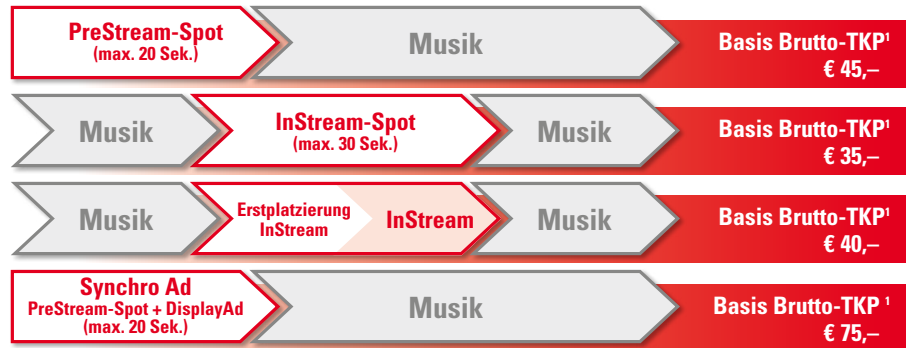 PreStream-Spot
(max. 20 Sek.)
Musik
Basis Brutto-TKP¹
€ 45,–
Musik
InStream-Spot
(max. 30 Sek.)
Musik
Basis Brutto-TKP¹
€ 35,–
Musik
Erstplatzierung
InStream
InStream
Musik
Basis Brutto-TKP¹
€ 40,–
Synchro Ad
PreStream-Spot + DisplayAd
(max. 20 Sek.)
Musik
Basis Brutto-TKP ¹
€ 75,–